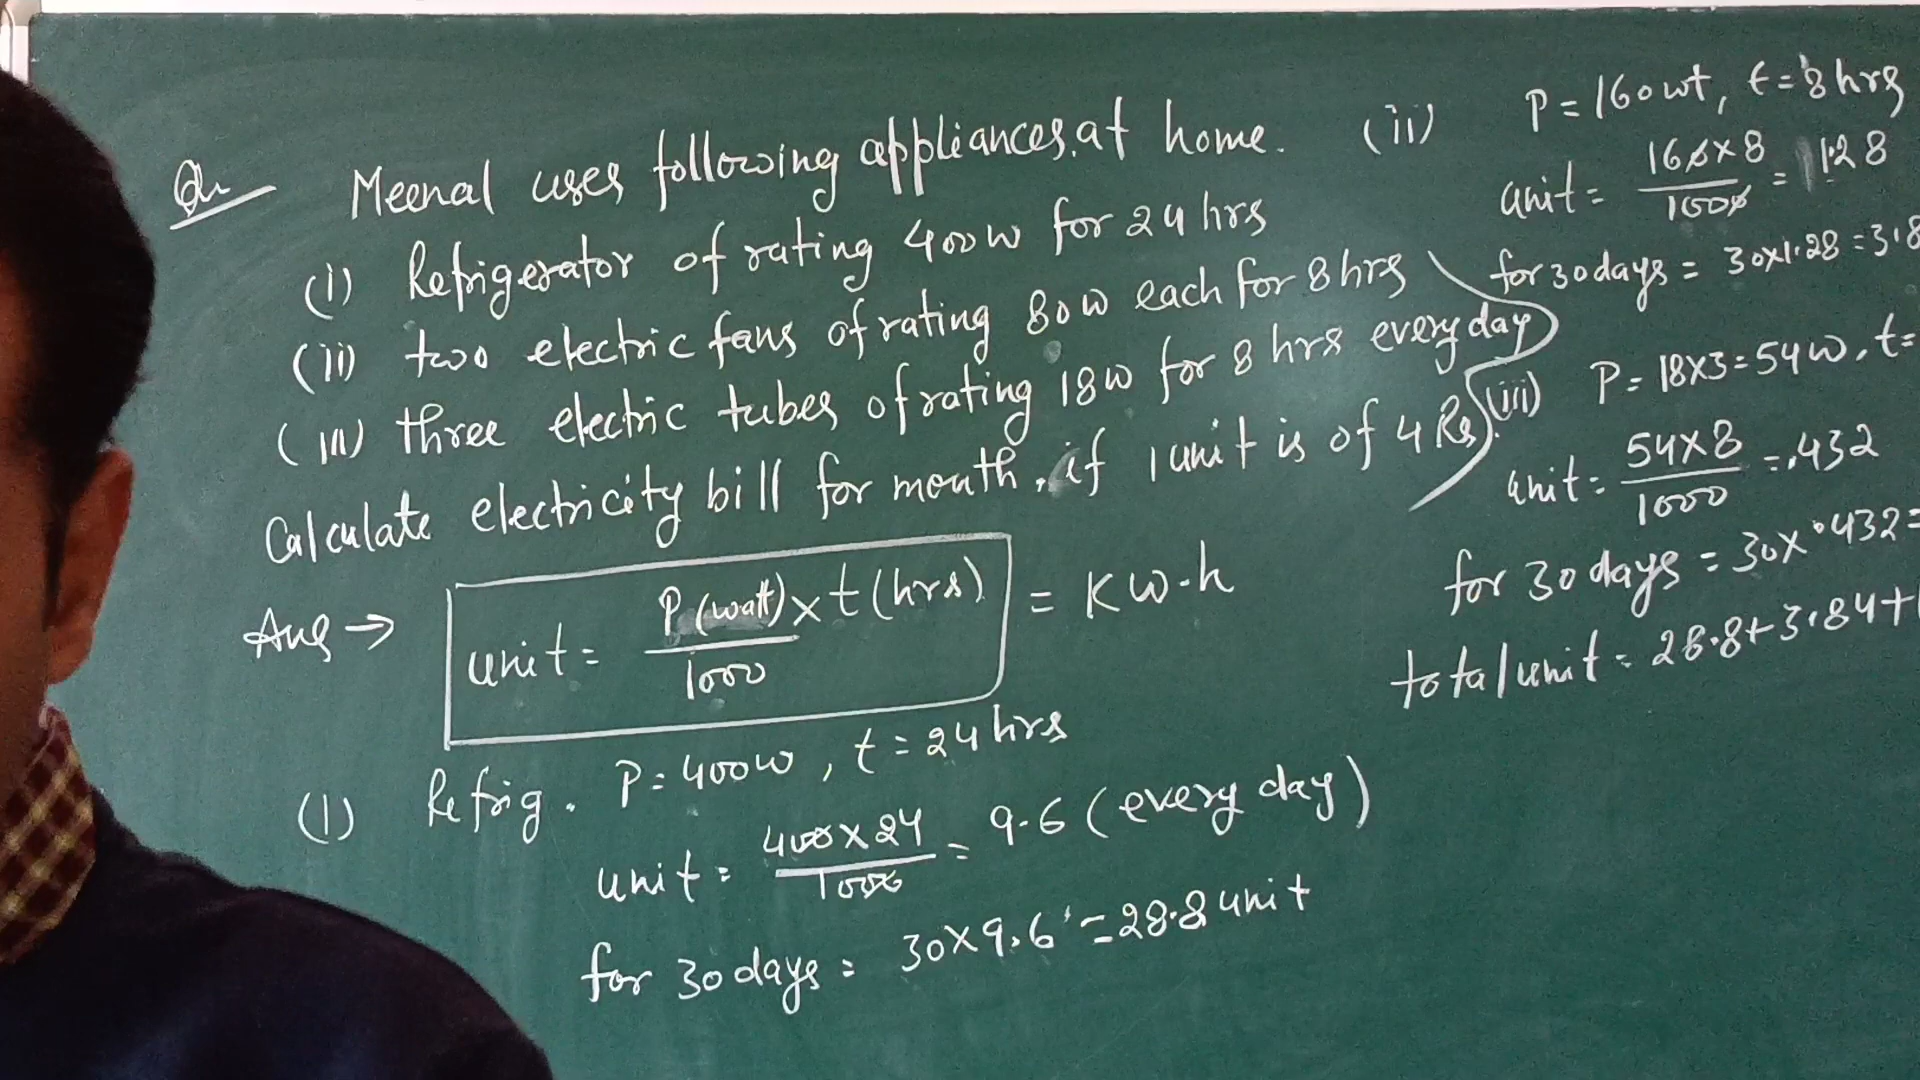 Qn Meenal uses following appliances at home.
(i) Refrigerator of rating 400w for 24 hrs
(ii) two electric fans of rating 80w each for 8 hrs
(iii) three electric tubes of rating 18w for 8 hrs everyday
Calculate electricity bill for month, if 1 unit is of 4 Rs.
Ans → unit = P(watt) × t(hrs) / 1000 = Kw.h
(1) Refrig. P = 400w, t = 24 hrs
unit = 400 × 24 / 1000 = 9.6 (every day)
for 30 days = 30 × 9.6 = 28.8 unit
(ii) P = 160wt, t = 8 hrs
unit = 160×8 / 1000 = 1.28
for 30 days = 30×1.28 = 3.8
(iii) P = 18×3 = 54w, t =
unit = 54×8 / 1000 = .432
for 30 days = 30× .432 =
total unit = 28.8 + 3.84 +